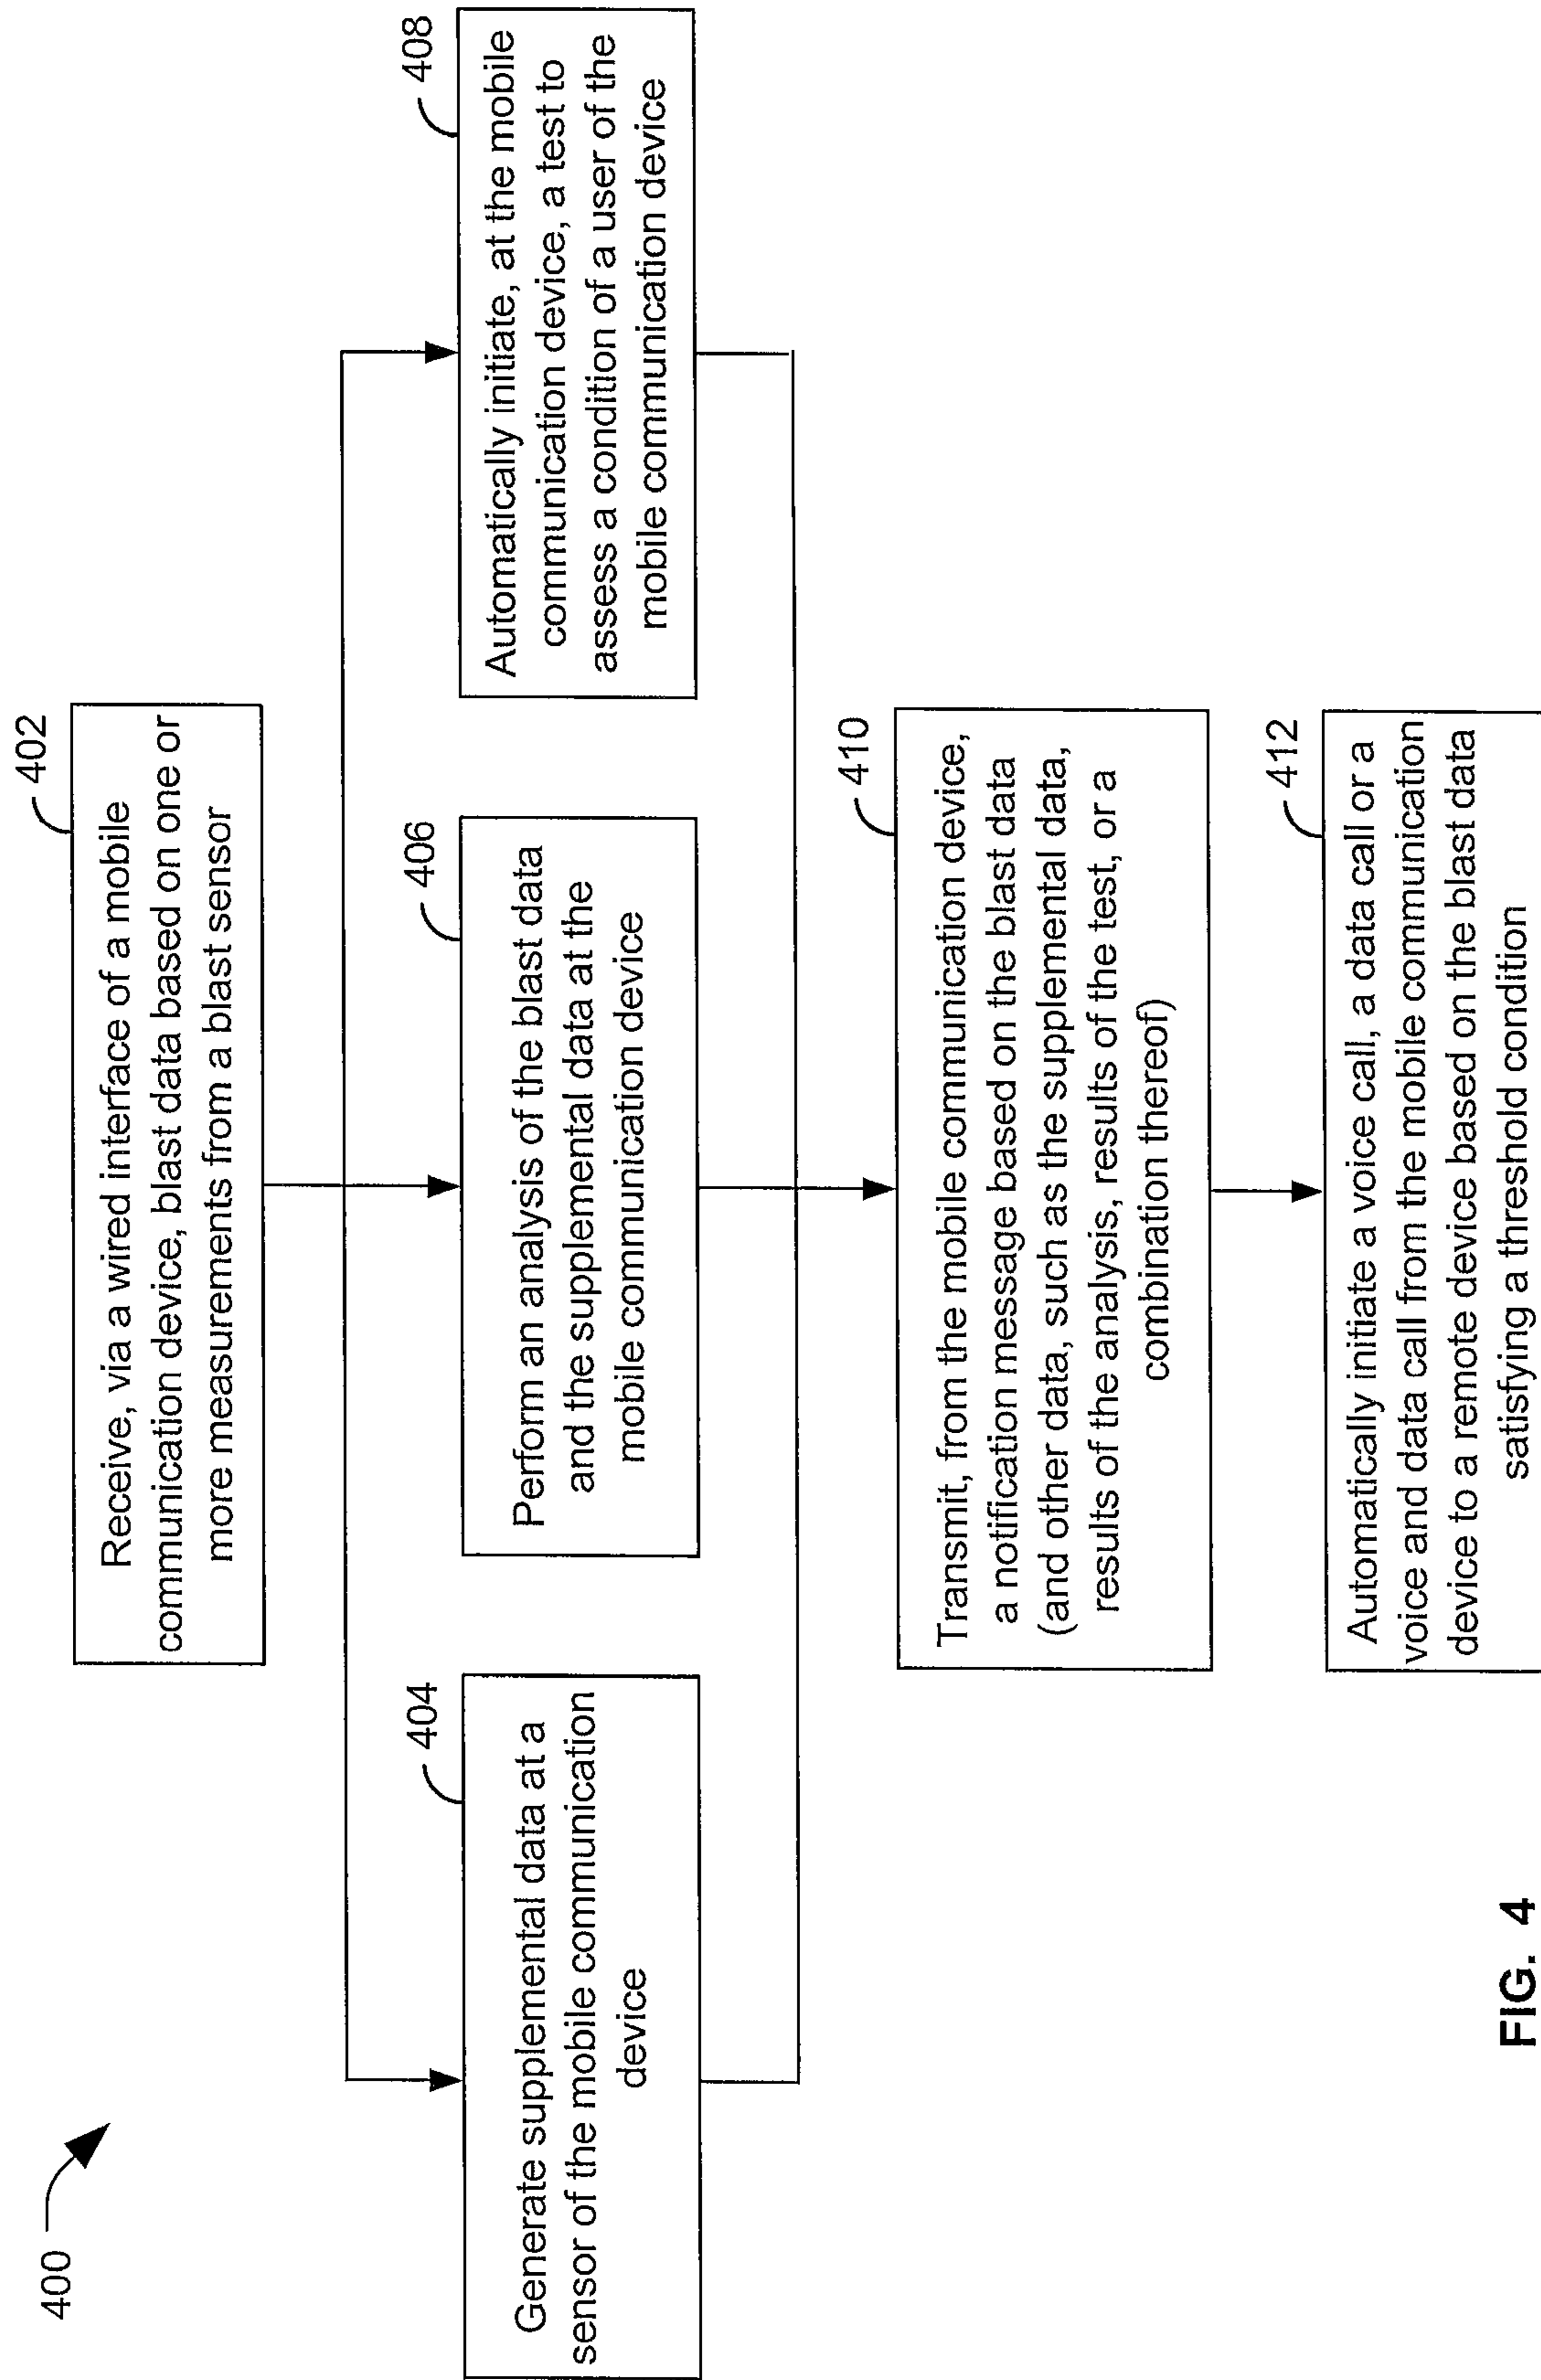 400
402
Receive, via a wired interface of a mobile
communication device, blast data based on one or
more measurements from a blast sensor
404
Generate supplemental data at a
sensor of the mobile communication
device
406
Perform an analysis of the blast data
and the supplemental data at the
mobile communication device
408
Automatically initiate, at the mobile
communication device, a test to
assess a condition of a user of the
mobile communication device
410
Transmit, from the mobile communication device,
a notification message based on the blast data
(and other data, such as the supplemental data,
results of the analysis, results of the test, or a
combination thereof)
412
Automatically initiate a voice call, a data call or a
voice and data call from the mobile communication
device to a remote device based on the blast data
satisfying a threshold condition
FIG. 4